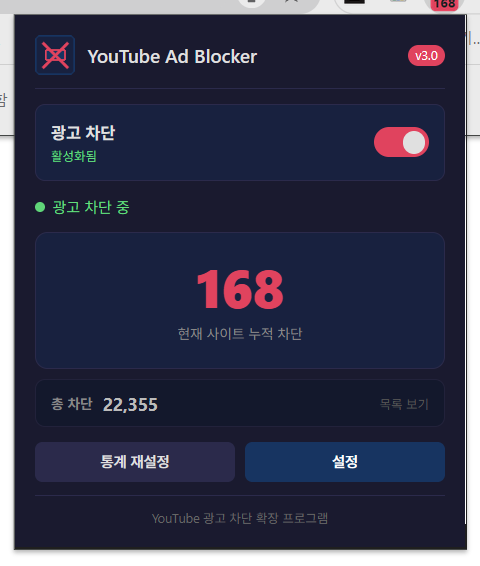 168
YouTube Ad Blocker
v3.0
함
광고 차단
활성화됨
광고 차단 중
168
현재 사이트 누적 차단
총 차단 22,355 목록 보기
통계 재설정 설정
YouTube 광고 차단 확장 프로그램